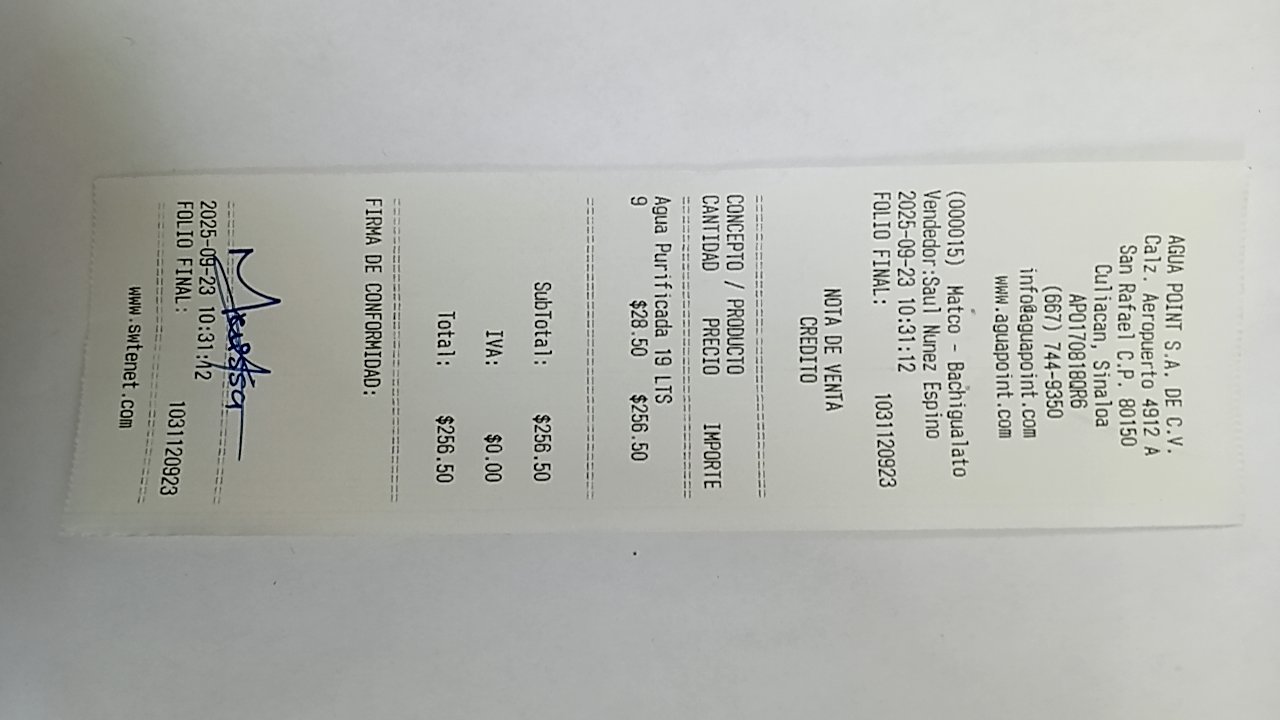 AGUA POINT S.A. DE C.V.
Calz. Aeropuerto 4912 A
San Rafael C.P. 80150
Culiacan, Sinaloa
APO170818QR6
(667) 744-9350
info@aguapoint.com
www.aguapoint.com
(000015) Matco - Bachigualato
Vendedor:Saul Nunez Espino
2025-09-23 10:31:12
FOLIO FINAL: 1031120923
NOTA DE VENTA
CREDITO
CONCEPTO / PRODUCTO
CANTIDAD PRECIO IMPORTE
Agua Purificada 19 LTS
9 $28.50 $256.50
SubTotal: $256.50
IVA: $0.00
Total: $256.50
FIRMA DE CONFORMIDAD:
2025-09-23 10:31:12
FOLIO FINAL: 1031120923
www.swtenet.com